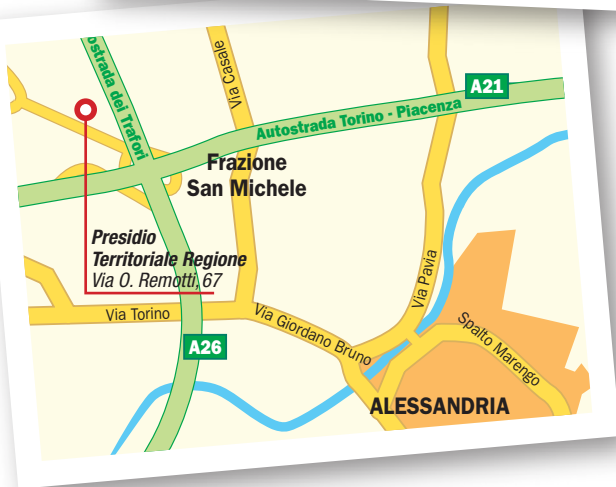 ostrada dei Trafori
Via Casale
A21
Autostrada Torino - Piacenza
Frazione
San Michele
Presidio
Territoriale Regione
Via O. Remotti, 67
Via Pavia
Via Torino
Via Giordano Bruno
Spalto Marengo
A26
ALESSANDRIA